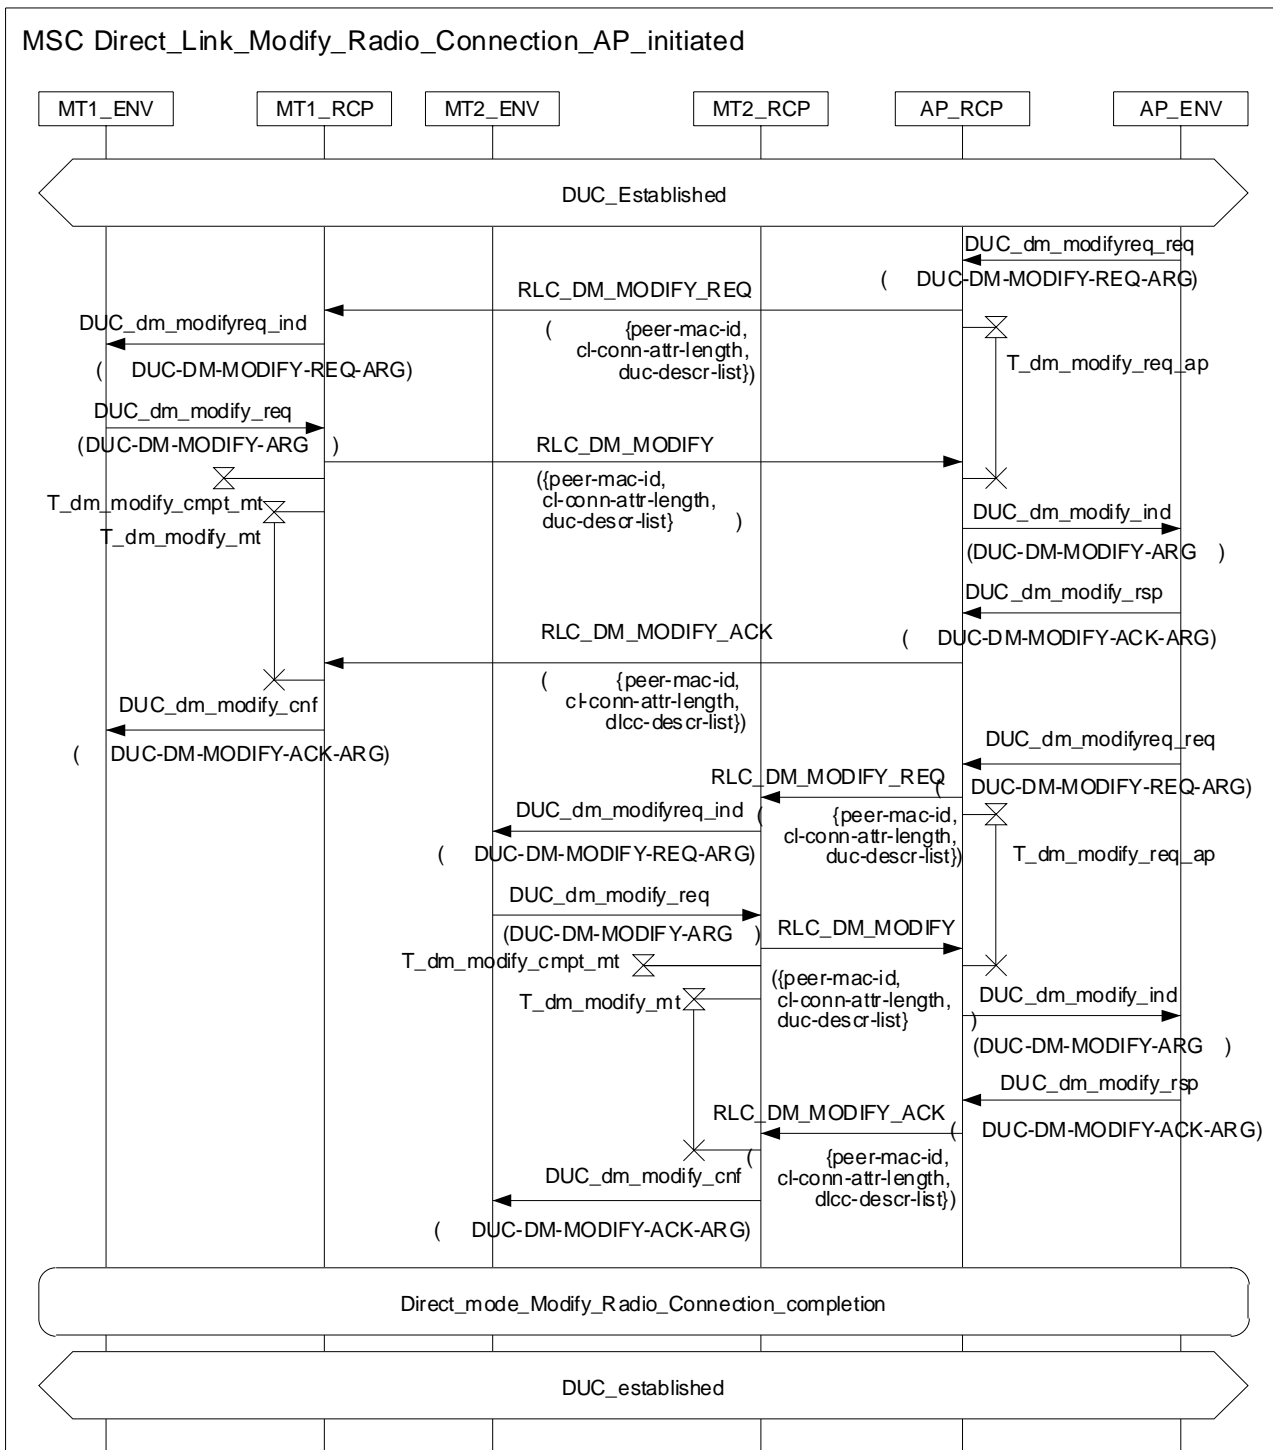 MSC Direct_Link_Modify_Radio_Connection_AP_initiated
MT1_ENV
MT1_RCP
MT2_ENV
MT2_RCP
AP_RCP
AP_ENV
DUC_Established
DUC_dm_modifyreq_req
( DUC-DM-MODIFY-REQ-ARG)
RLC_DM_MODIFY_REQ
( {peer-mac-id,
cl-conn-attr-length,
duc-descr-list})
DUC_dm_modifyreq_ind
( DUC-DM-MODIFY-REQ-ARG)
T_dm_modify_req_ap
DUC_dm_modify_req
(DUC-DM-MODIFY-ARG )
RLC_DM_MODIFY
({peer-mac-id,
cl-conn-attr-length,
duc-descr-list} )
T_dm_modify_cmpt_mt
T_dm_modify_mt
DUC_dm_modify_ind
(DUC-DM-MODIFY-ARG )
DUC_dm_modify_rsp
( DUC-DM-MODIFY-ACK-ARG)
RLC_DM_MODIFY_ACK
( {peer-mac-id,
cl-conn-attr-length,
dlcc-descr-list})
DUC_dm_modify_cnf
( DUC-DM-MODIFY-ACK-ARG)
DUC_dm_modifyreq_req
( DUC-DM-MODIFY-REQ-ARG)
RLC_DM_MODIFY_REQ
( {peer-mac-id,
cl-conn-attr-length,
duc-descr-list})
DUC_dm_modifyreq_ind
( DUC-DM-MODIFY-REQ-ARG)
T_dm_modify_req_ap
DUC_dm_modify_req
(DUC-DM-MODIFY-ARG )
RLC_DM_MODIFY
({peer-mac-id,
cl-conn-attr-length,
duc-descr-list} )
T_dm_modify_cmpt_mt
T_dm_modify_mt
DUC_dm_modify_ind
(DUC-DM-MODIFY-ARG )
DUC_dm_modify_rsp
( DUC-DM-MODIFY-ACK-ARG)
RLC_DM_MODIFY_ACK
( {peer-mac-id,
cl-conn-attr-length,
dlcc-descr-list})
DUC_dm_modify_cnf
( DUC-DM-MODIFY-ACK-ARG)
Direct_mode_Modify_Radio_Connection_completion
DUC_established